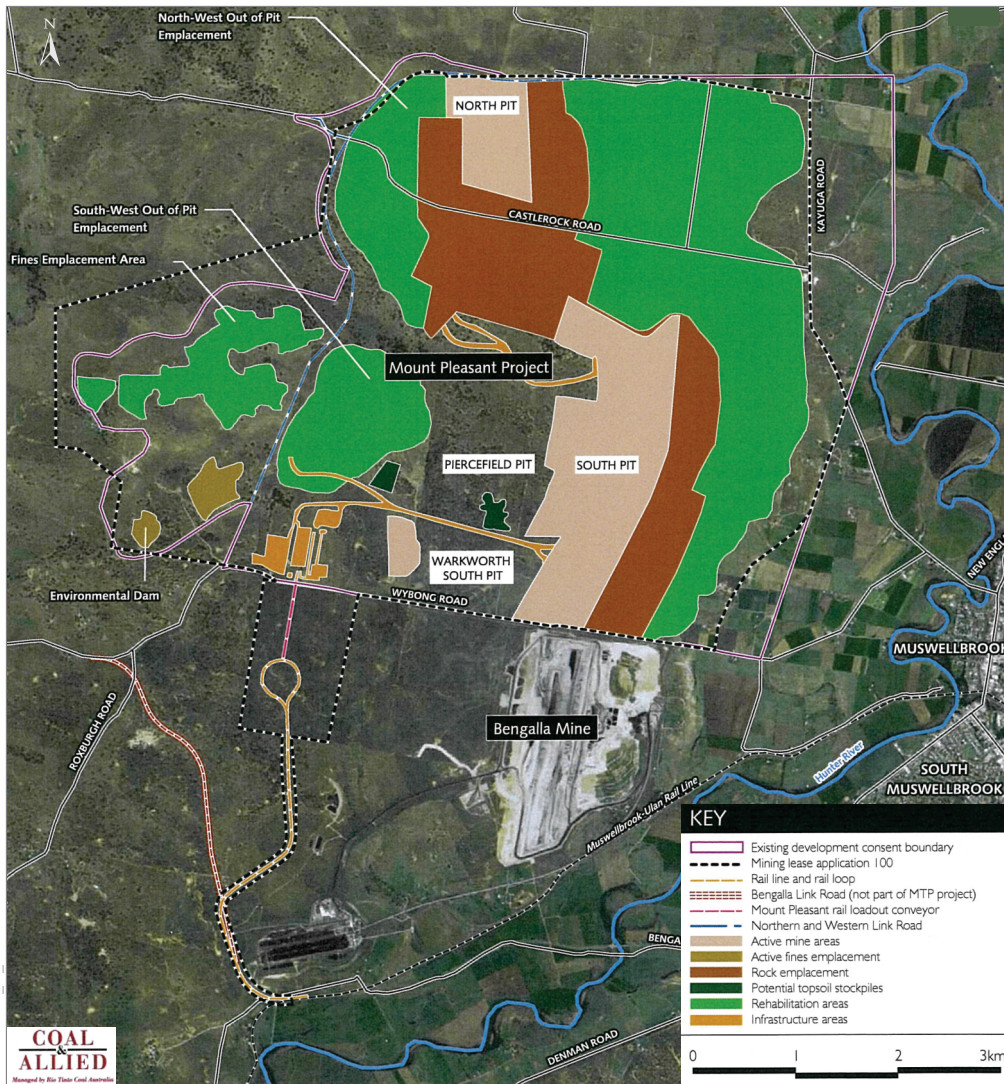 N
North-West Out of Pit
Emplacement
NORTH PIT
KAYUGA ROAD
South-West Out of Pit
Emplacement
CASTLEROCK ROAD
Fines Emplacement Area
Mount Pleasant Project
PIERCEFIELD PIT
SOUTH PIT
WARKWORTH
SOUTH PIT
NEW ENGL
Environmental Dam
WYBONG ROAD
MUSWELLBROOK
ROXBURGH ROAD
Bengalla Mine
Hunter River
SOUTH
MUSWELLBROOK
Muswellbrook-Ulan Rail Line
BENGA
DENMAN ROAD
KEY
Existing development consent boundary
Mining lease application 100
Rail line and rail loop
Bengalla Link Road (not part of MTP project)
Mount Pleasant rail loadout conveyor
Northern and Western Link Road
Active mine areas
Active fines emplacement
Rock emplacement
Potential topsoil stockpiles
Rehabilitation areas
Infrastructure areas
0 1 2 3km
COAL
&
ALLIED
Managed by Rio Tinto Coal Australia